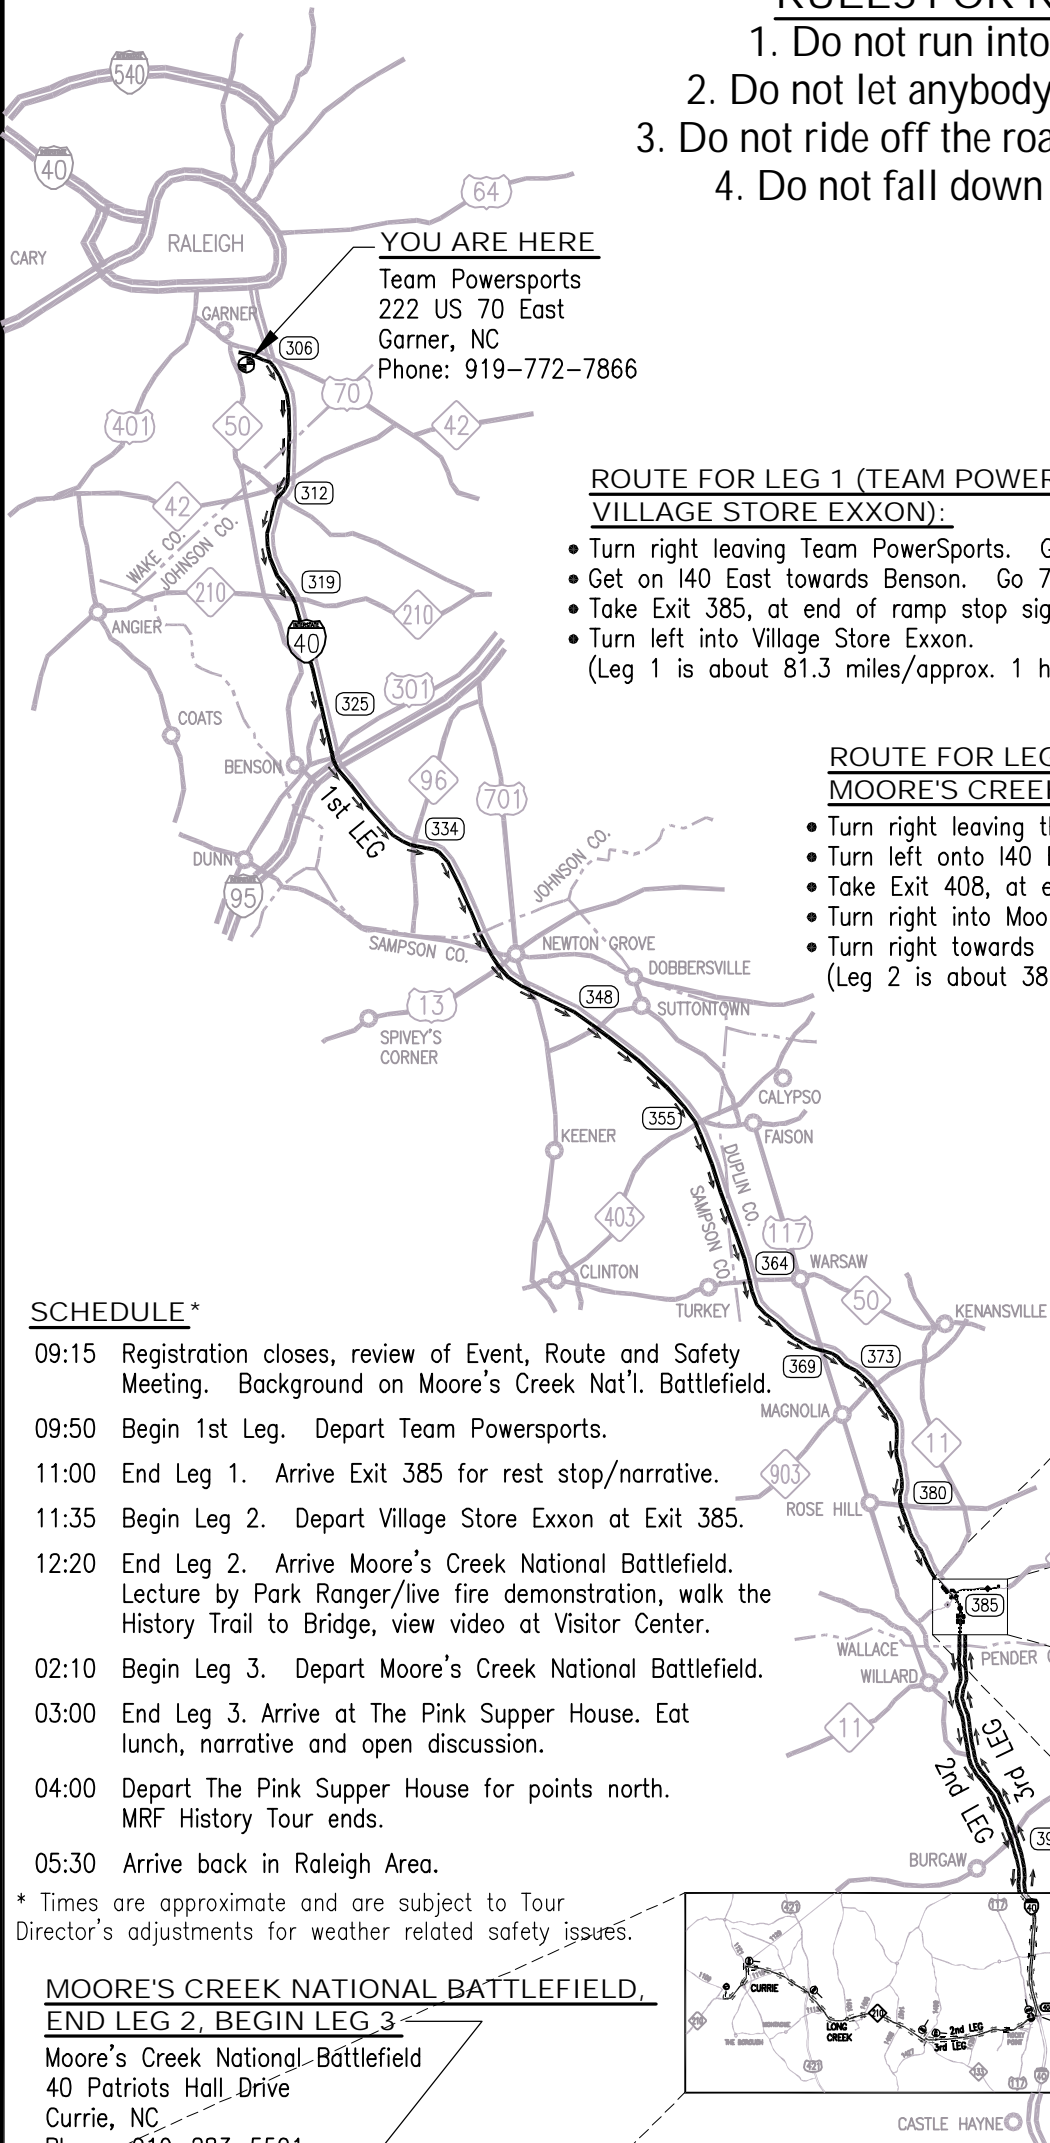 1. Do not run into
2. Do not let anybody
3. Do not ride off the roa
4. Do not fall down
540
40
64
RALEIGH
CARY
YOU ARE HERE
Team Powersports
222 US 70 East
Garner, NC
Phone: 919-772-7866
GARNER
306
70
401
50
42
ROUTE FOR LEG 1 (TEAM POWER
VILLAGE STORE EXXON):
• Turn right leaving Team PowerSports. G
• Get on I40 East towards Benson. Go 7
• Take Exit 385, at end of ramp stop sig
• Turn left into Village Store Exxon.
(Leg 1 is about 81.3 miles/approx. 1 h
312
42
WAKE CO.
JOHNSON CO.
319
210
210
ANGIER
40
301
325
COATS
BENSON
96
701
1st LEG
334
DUNN
95
ROUTE FOR LEG
MOORE'S CREEK
• Turn right leaving th
• Turn left onto I40 E
• Take Exit 408, at e
• Turn right into Moo
• Turn right towards
(Leg 2 is about 38
JOHNSON CO.
SAMPSON CO.
NEWTON GROVE
DOBBERSVILLE
348
SUTTONTOWN
13
SPIVEY'S
CORNER
CALYPSO
355
FAISON
KEENER
DUPLIN CO.
SAMPSON CO.
403
117
364
WARSAW
CLINTON
TURKEY
50
KENANSVILLE
369
373
MAGNOLIA
11
903
380
ROSE HILL
385
WALLACE
PENDER C
WILLARD
11
3rd LEG
2nd LEG
BURGAW
39
SCHEDULE*
09:15 Registration closes, review of Event, Route and Safety
Meeting. Background on Moore's Creek Nat'l. Battlefield.
09:50 Begin 1st Leg. Depart Team Powersports.
11:00 End Leg 1. Arrive Exit 385 for rest stop/narrative.
11:35 Begin Leg 2. Depart Village Store Exxon at Exit 385.
12:20 End Leg 2. Arrive Moore's Creek National Battlefield.
Lecture by Park Ranger/live fire demonstration, walk the
History Trail to Bridge, view video at Visitor Center.
02:10 Begin Leg 3. Depart Moore's Creek National Battlefield.
03:00 End Leg 3. Arrive at The Pink Supper House. Eat
lunch, narrative and open discussion.
04:00 Depart The Pink Supper House for points north.
MRF History Tour ends.
05:30 Arrive back in Raleigh Area.
* Times are approximate and are subject to Tour
Director's adjustments for weather related safety issues.
421
117
40
CURRIE
LONG
CREEK
210
2nd LEG
3rd LEG
THE BOROUGH
421
117
40
CASTLE HAYNE
MOORE'S CREEK NATIONAL BATTLEFIELD,
END LEG 2, BEGIN LEG 3
Moore's Creek National Battlefield
40 Patriots Hall Drive
Currie, NC